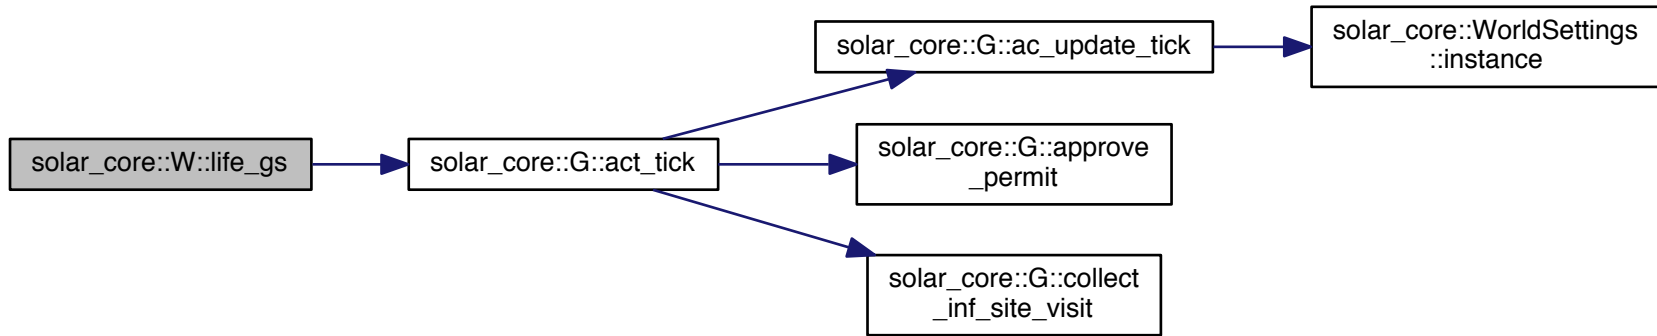 solar_core::W::life_gs
solar_core::G::act_tick
solar_core::G::ac_update_tick
solar_core::WorldSettings
::instance
solar_core::G::approve
_permit
solar_core::G::collect
_inf_site_visit